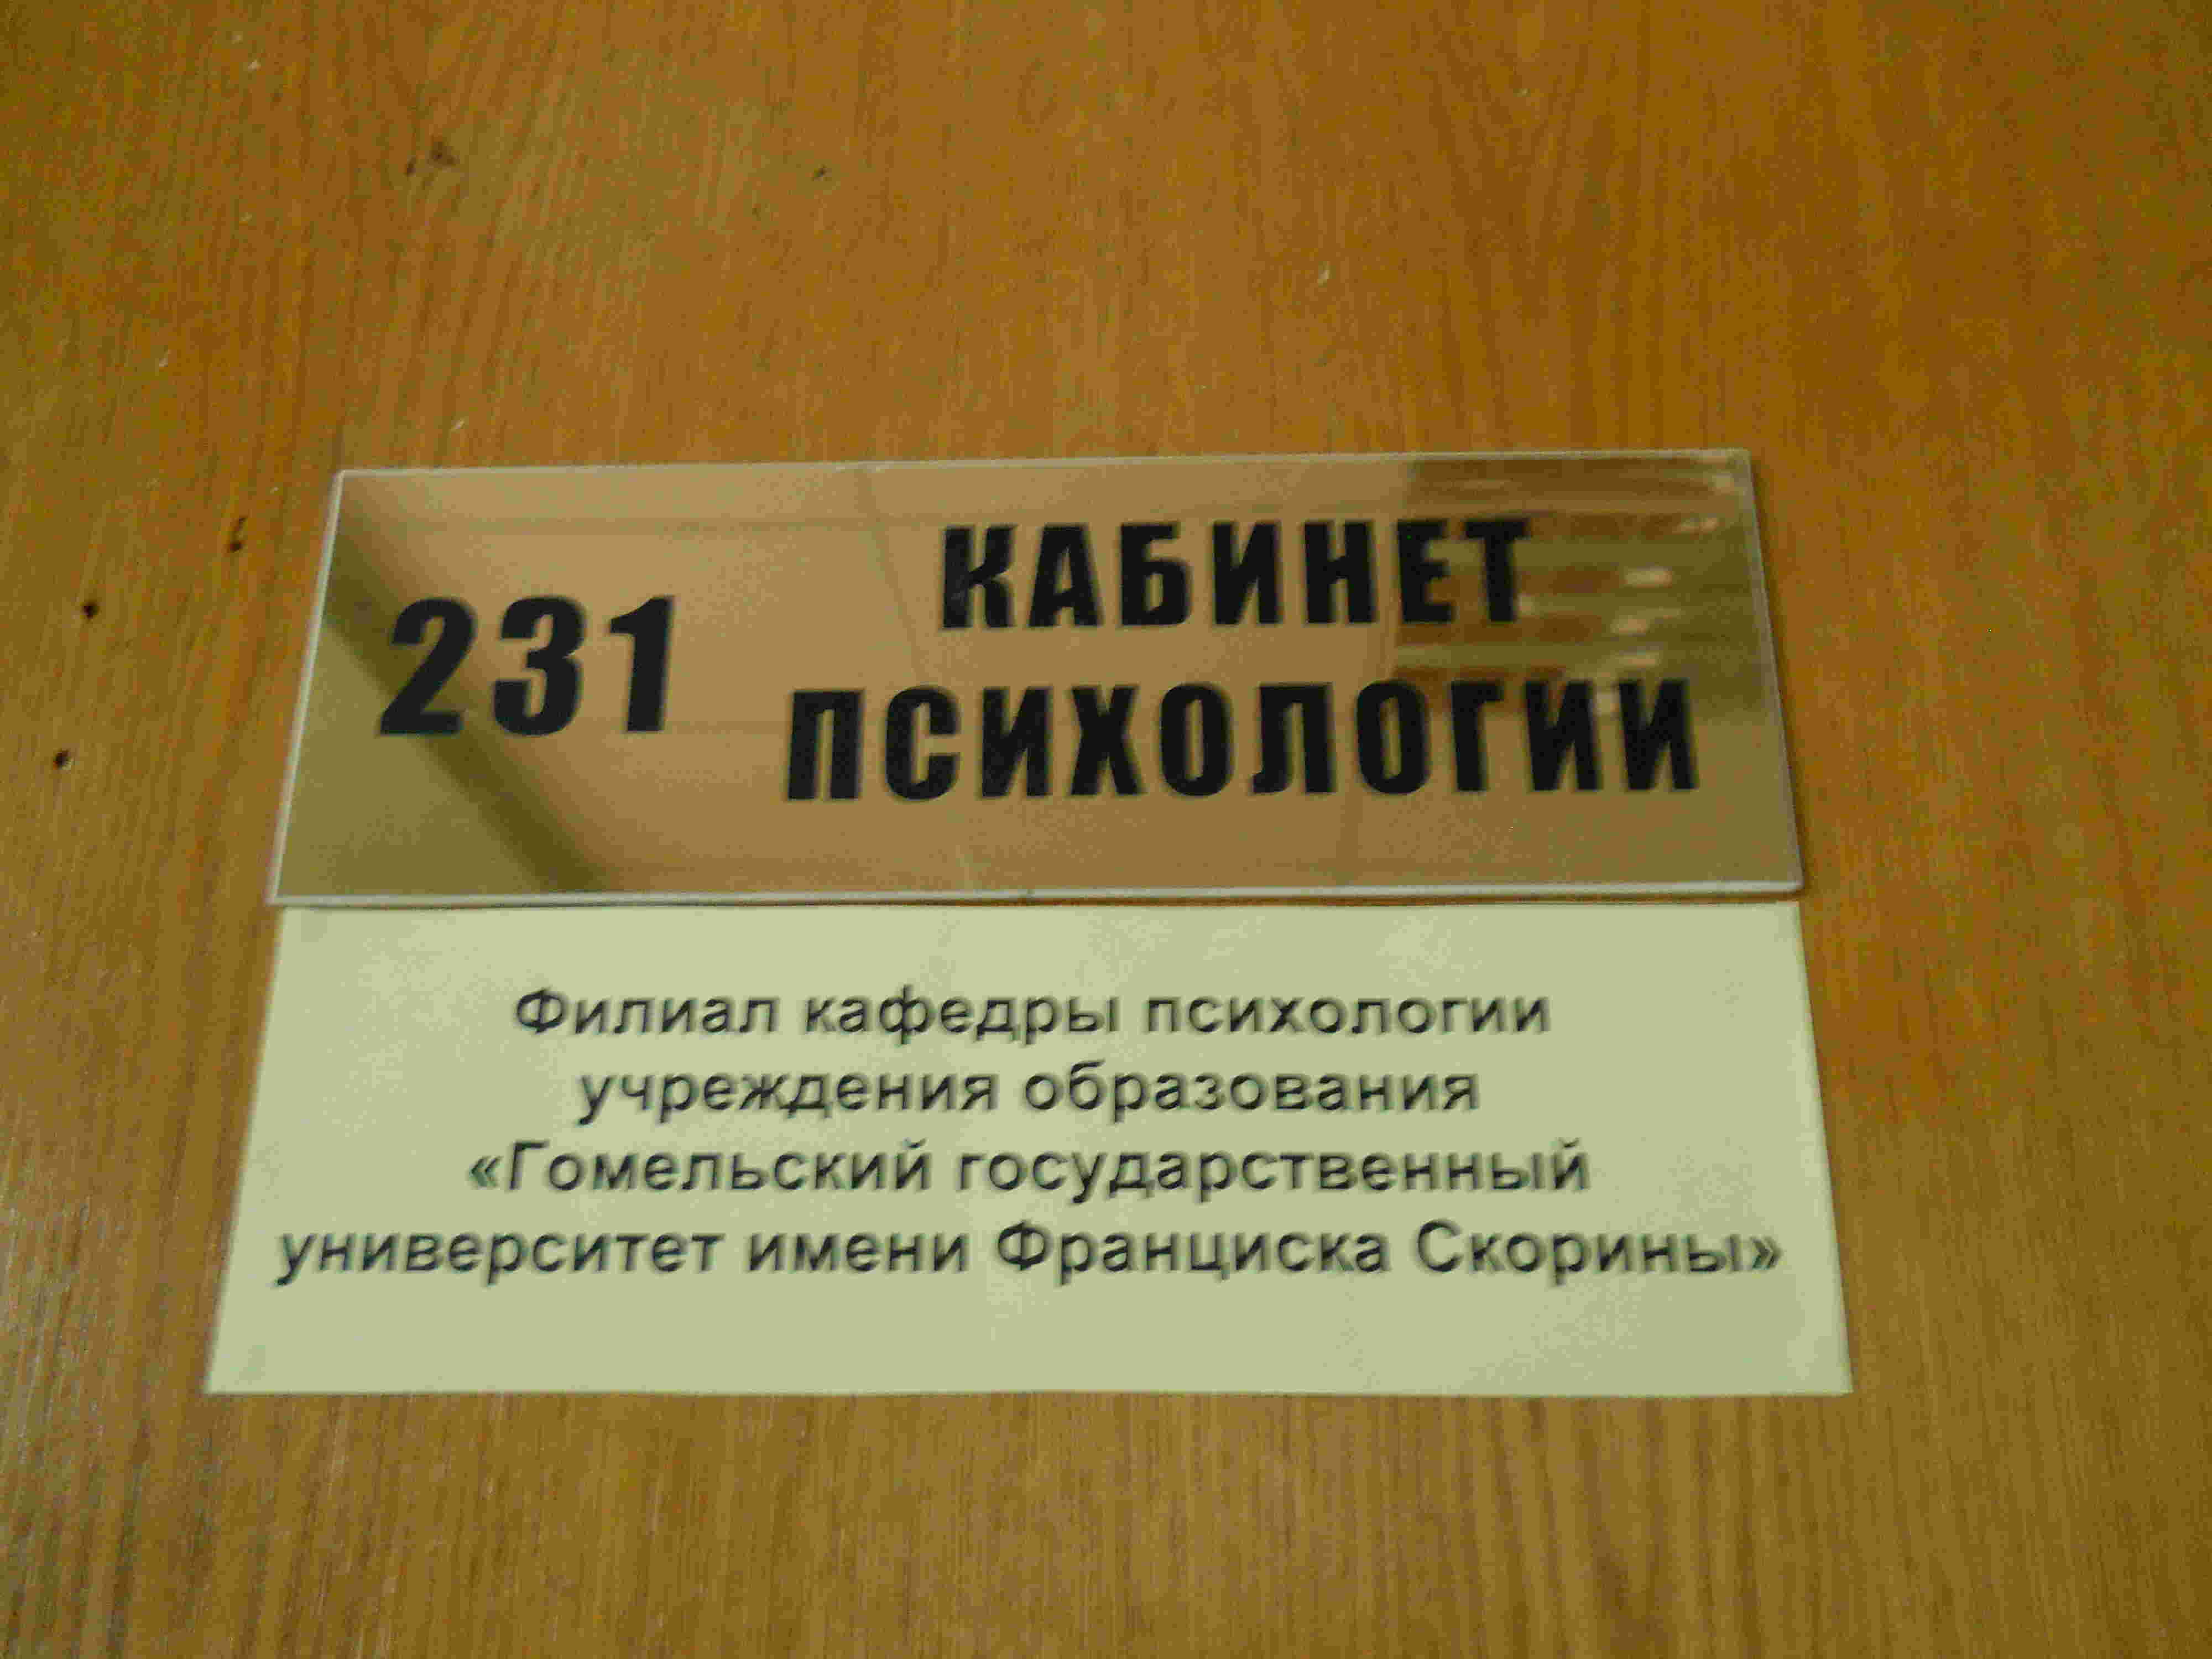 231 КАБИНЕТ
ПСИХОЛОГИИ
Филиал кафедры психологии
учреждения образования
«Гомельский государственный
университет имени Франциска Скорины»